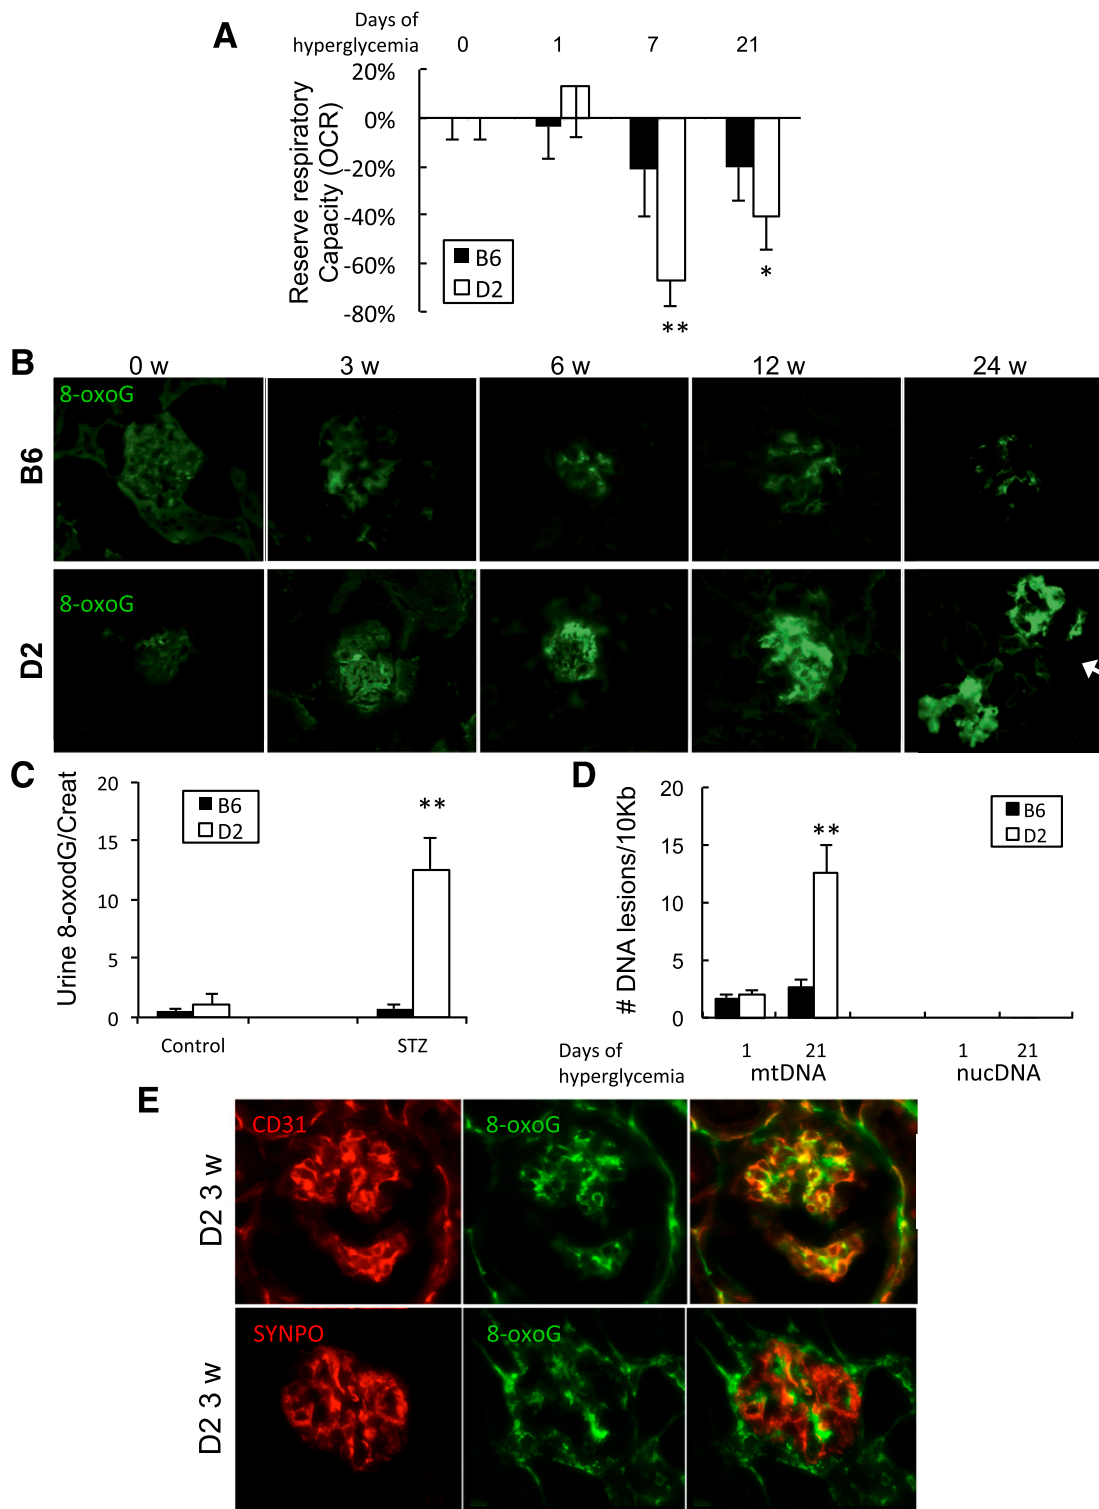 A
Days of
hyperglycemia 0 1 7 21
Reserve respiratory
Capacity (OCR)
20%
0%
-20%
-40%
-60%
-80%
B6
D2
**
*
B
0 w 3 w 6 w 12 w 24 w
B6
8-oxoG
D2
8-oxoG
C
Urine 8-oxodG/Creat
20
15
10
5
0
B6
D2
**
Control STZ
D
# DNA lesions/10Kb
20
15
10
5
0
B6
D2
**
Days of
hyperglycemia
1 21 1 21
mtDNA nucDNA
E
D2 3 w
CD31 8-oxoG
D2 3 w
SYNPO 8-oxoG